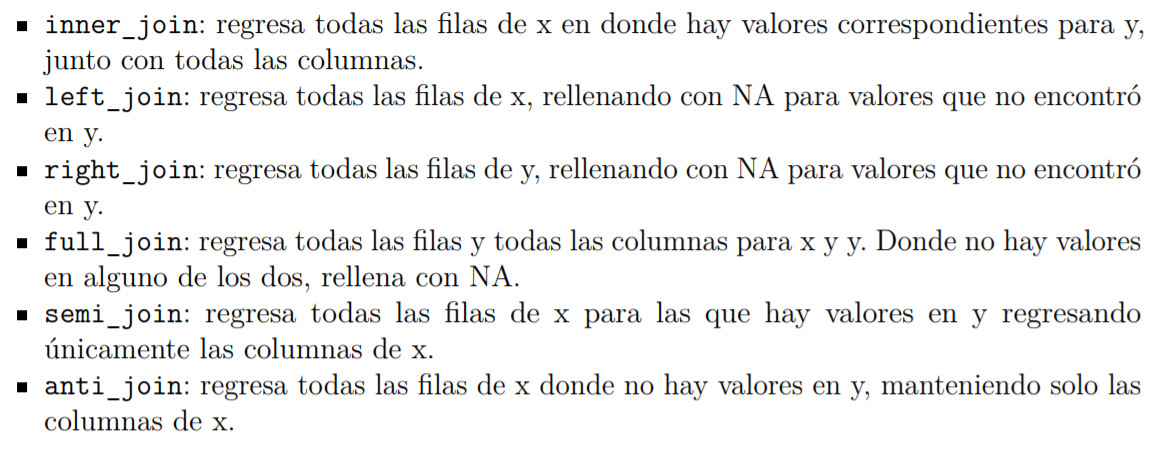 ▪ inner_join: regresa todas las filas de x en donde hay valores correspondientes para y,
junto con todas las columnas.
▪ left_join: regresa todas las filas de x, rellenando con NA para valores que no encontró
en y.
▪ right_join: regresa todas las filas de y, rellenando con NA para valores que no encontró
en y.
▪ full_join: regresa todas las filas y todas las columnas para x y y. Donde no hay valores
en alguno de los dos, rellena con NA.
▪ semi_join: regresa todas las filas de x para las que hay valores en y regresando
únicamente las columnas de x.
▪ anti_join: regresa todas las filas de x donde no hay valores en y, manteniendo solo las
columnas de x.